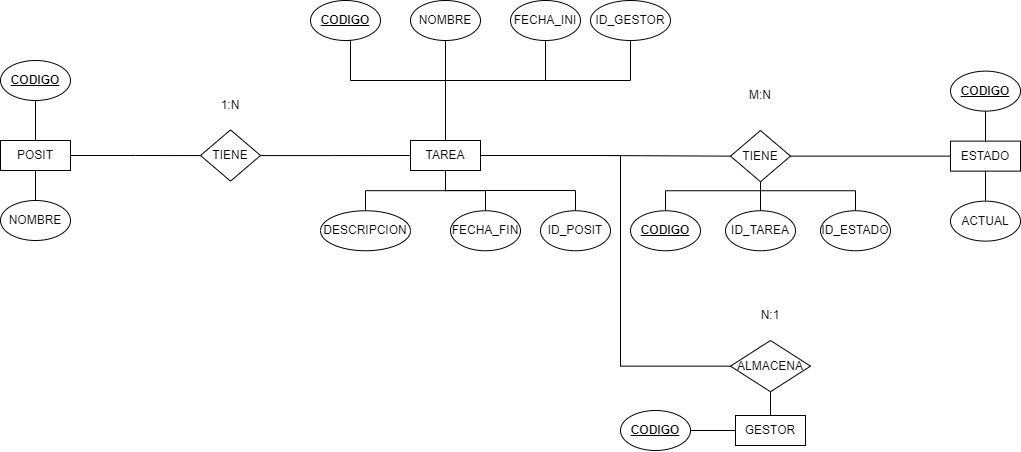 CODIGO
NOMBRE
FECHA_INI
ID_GESTOR
CODIGO
1:N
M:N
CODIGO
POSIT
TIENE
TAREA
TIENE
ESTADO
NOMBRE
DESCRIPCION
FECHA_FIN
ID_POSIT
CODIGO
ID_TAREA
ID_ESTADO
ACTUAL
N:1
ALMACENA
CODIGO
GESTOR